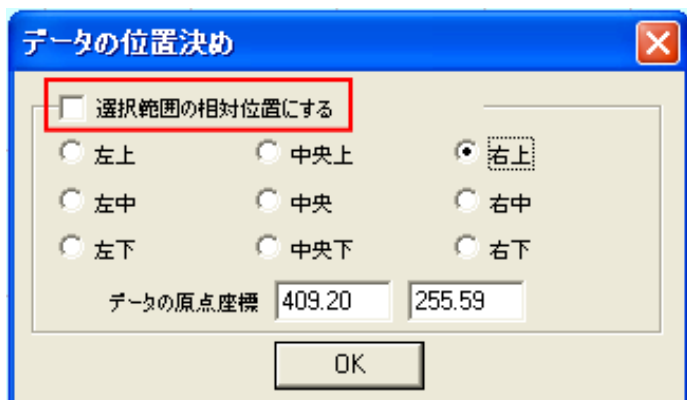 データの位置決め
選択範囲の相対位置にする
左上 中央上 右上
左中 中央 右中
左下 中央下 右下
データの原点座標 409.20 255.59
OK